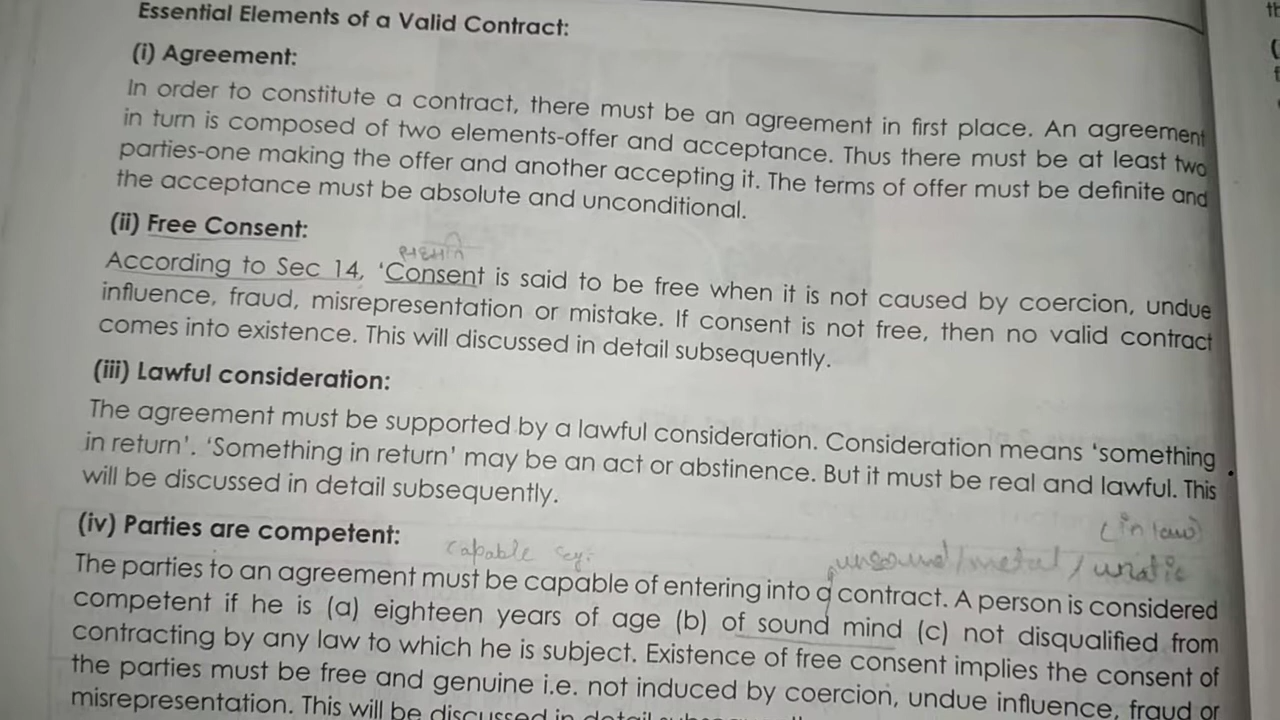 Essential Elements of a Valid Contract:
(i) Agreement:
In order to constitute a contract, there must be an agreement in first place. An agreement
in turn is composed of two elements-offer and acceptance. Thus there must be at least two
parties-one making the offer and another accepting it. The terms of offer must be definite and
the acceptance must be absolute and unconditional.
(ii) Free Consent:
According to Sec 14, 'Consent is said to be free when it is not caused by coercion, undue
influence, fraud, misrepresentation or mistake. If consent is not free, then no valid contract
comes into existence. This will discussed in detail subsequently.
(iii) Lawful consideration:
The agreement must be supported by a lawful consideration. Consideration means 'something
in return'. 'Something in return' may be an act or abstinence. But it must be real and lawful. This
will be discussed in detail subsequently.
(in law)
(iv) Parties are competent:
capable
unsound/metal/
The parties to an agreement must be capable of entering into a contract. A person is considered
competent if he is (a) eighteen years of age (b) of sound mind (c) not disqualified from
contracting by any law to which he is subject. Existence of free consent implies the consent of
the parties must be free and genuine i.e. not induced by coercion, undue influence, fraud or
misrepresentation. This will be discussed in detail